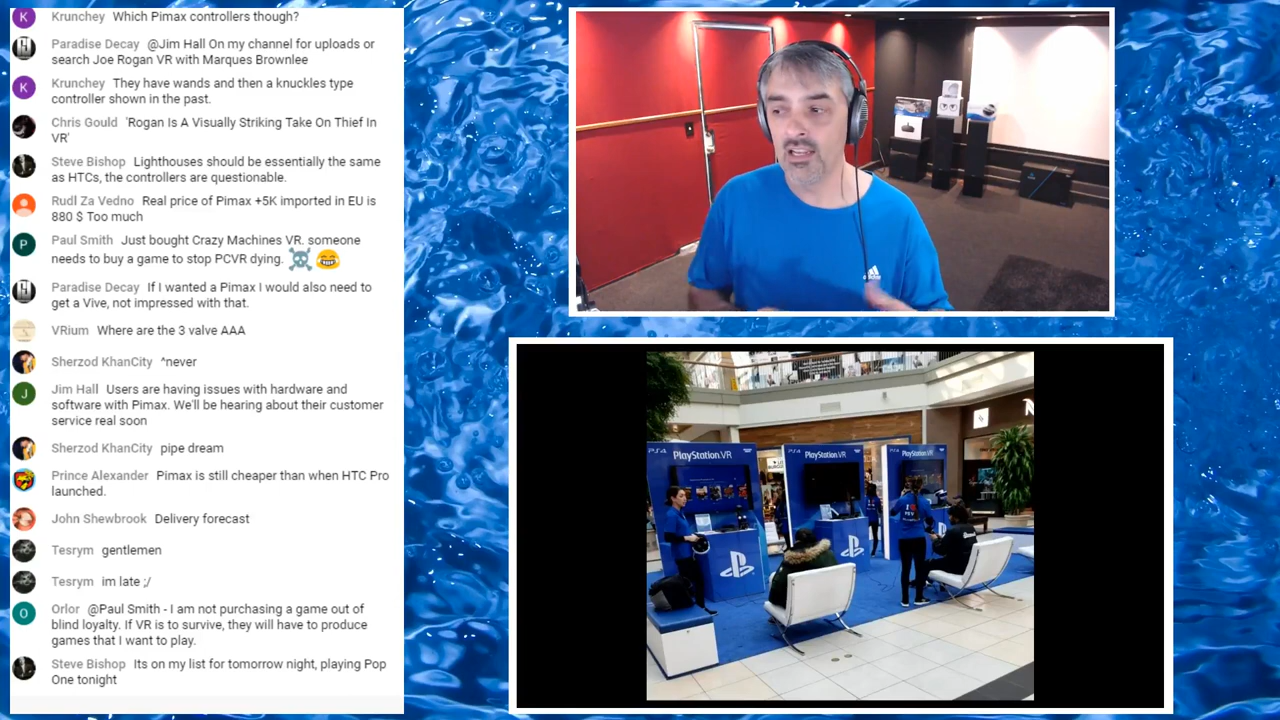 K Krunchey Which Pimax controllers though?
Paradise Decay @Jim Hall On my channel for uploads or
search Joe Rogan VR with Marques Brownlee
K Krunchey They have wands and then a knuckles type
controller shown in the past.
Chris Gould 'Rogan Is A Visually Striking Take On Thief In
VR'
Steve Bishop Lighthouses should be essentially the same
as HTCs, the controllers are questionable.
Rudl Za Vedno Real price of Pimax +5K imported in EU is
880 $ Too much
P Paul Smith Just bought Crazy Machines VR. someone
needs to buy a game to stop PCVR dying. ☠️😂
Paradise Decay If I wanted a Pimax I would also need to
get a Vive, not impressed with that.
VRium Where are the 3 valve AAA
Sherzod KhanCity ^never
J Jim Hall Users are having issues with hardware and
software with Pimax. We'll be hearing about their customer
service real soon
Sherzod KhanCity pipe dream
Prince Alexander Pimax is still cheaper than when HTC Pro
launched.
John Shewbrook Delivery forecast
Tesrym gentlemen
Tesrym im late ;/
O Orlor @Paul Smith - I am not purchasing a game out of
blind loyalty. If VR is to survive, they will have to produce
games that I want to play.
Steve Bishop Its on my list for tomorrow night, playing Pop
One tonight
adidas
PS4 PlayStation VR
PS4 PlayStation VR
PlayStation VR